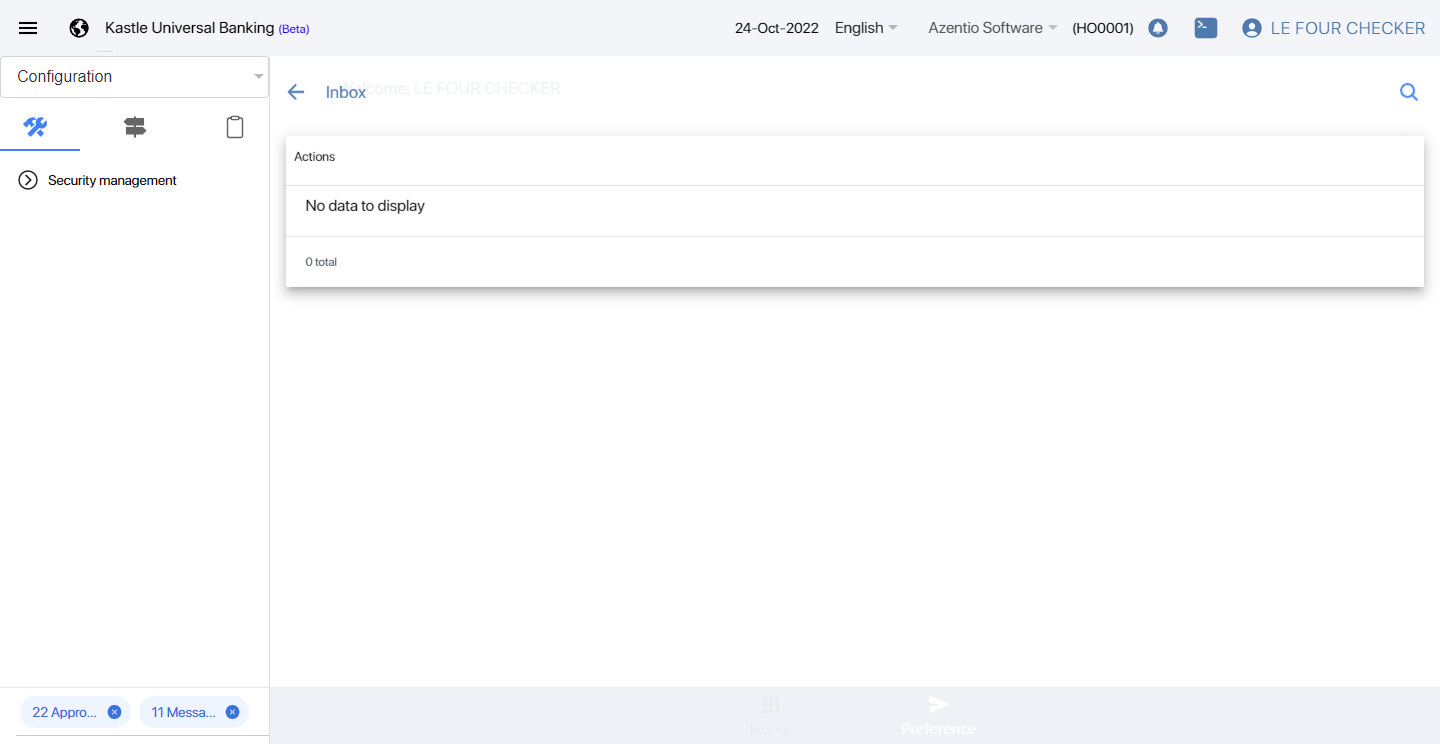 Kastle Universal Banking (Beta)
24-Oct-2022 English Azentio Software (HO0001) LE FOUR CHECKER
Configuration
Inbox
Welcome, LE FOUR CHECKER
Actions
Security management
No data to display
0 total
22 Appro... 11 Messa...
Home Preference